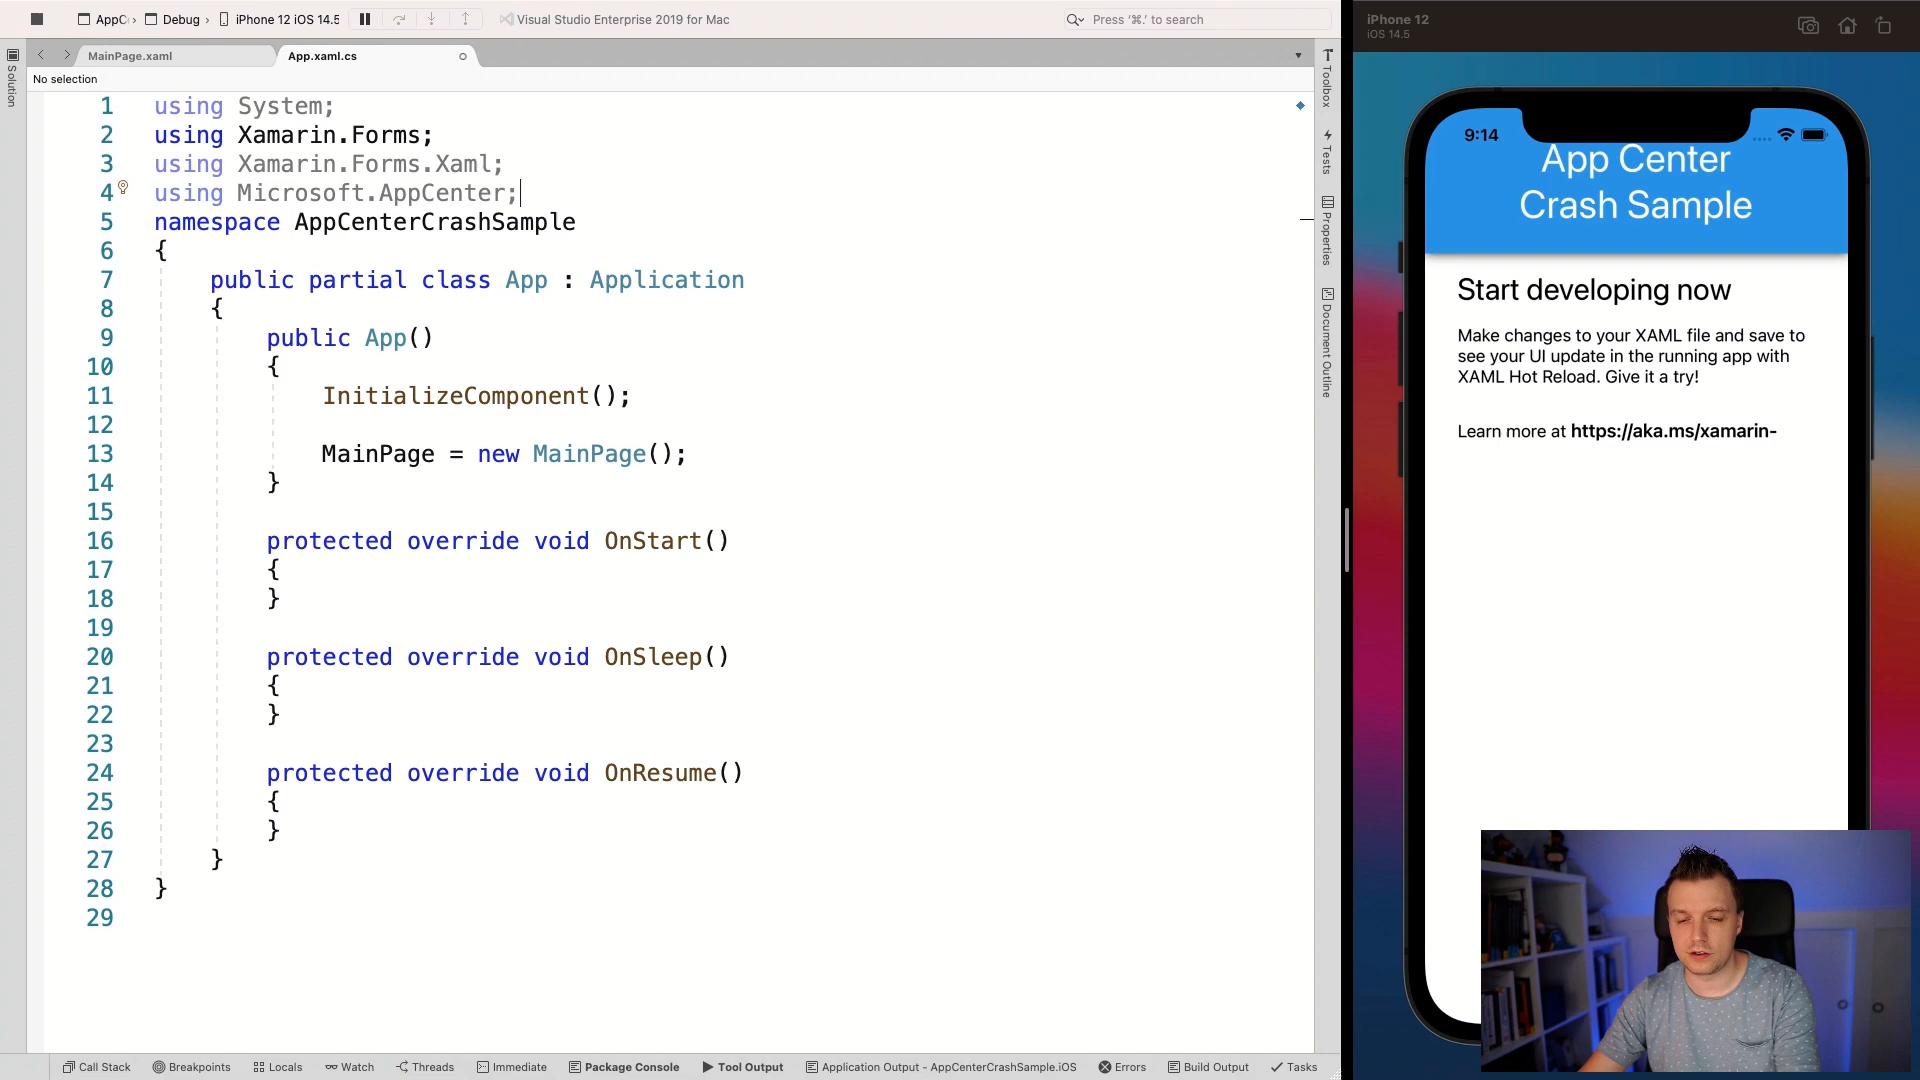 AppC
Debug
iPhone 12 iOS 14.5
Visual Studio Enterprise 2019 for Mac
Press '⌘.' to search
MainPage.xaml
App.xaml.cs
No selection
Solution
1 using System;
2 using Xamarin.Forms;
3 using Xamarin.Forms.Xaml;
4 using Microsoft.AppCenter;
5 namespace AppCenterCrashSample
6 {
7 public partial class App : Application
8 {
9 public App()
10 {
11 InitializeComponent();
12
13 MainPage = new MainPage();
14 }
15
16 protected override void OnStart()
17 {
18 }
19
20 protected override void OnSleep()
21 {
22 }
23
24 protected override void OnResume()
25 {
26 }
27 }
28 }
29
Toolbox
Tests
Properties
Document Outline
Call Stack
Breakpoints
Locals
Watch
Threads
Immediate
Package Console
Tool Output
Application Output - AppCenterCrashSample.iOS
Errors
Build Output
Tasks
iPhone 12
iOS 14.5
9:14
App Center
Crash Sample
Start developing now
Make changes to your XAML file and save to
see your UI update in the running app with
XAML Hot Reload. Give it a try!
Learn more at https://aka.ms/xamarin-